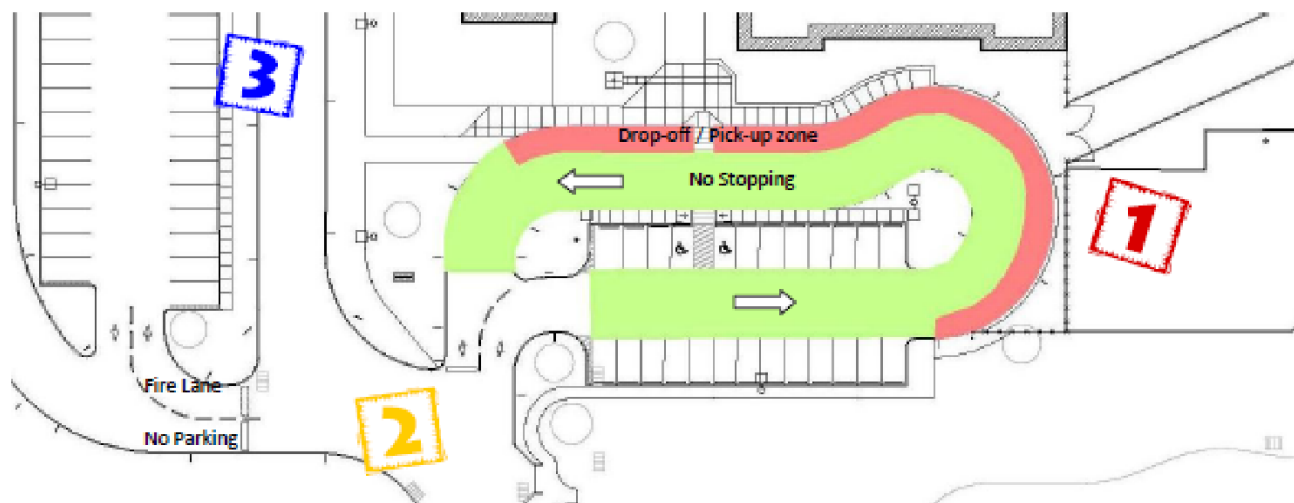 3
Drop-off / Pick-up zone
No Stopping
1
Fire Lane
2
No Parking